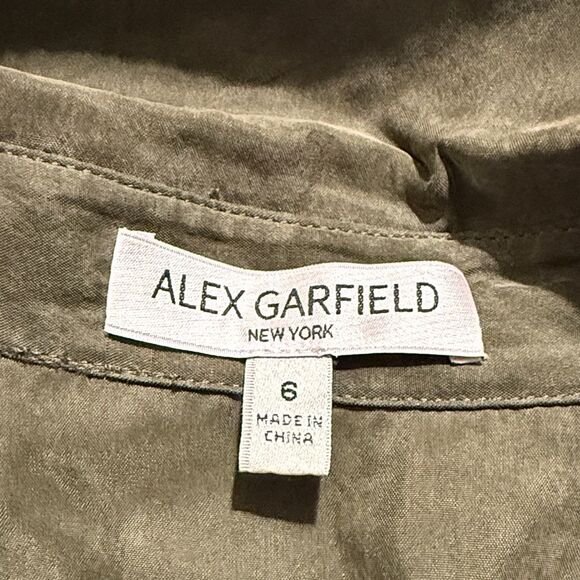 ALEX GARFIELD
NEW YORK
6
MADE IN
CHINA